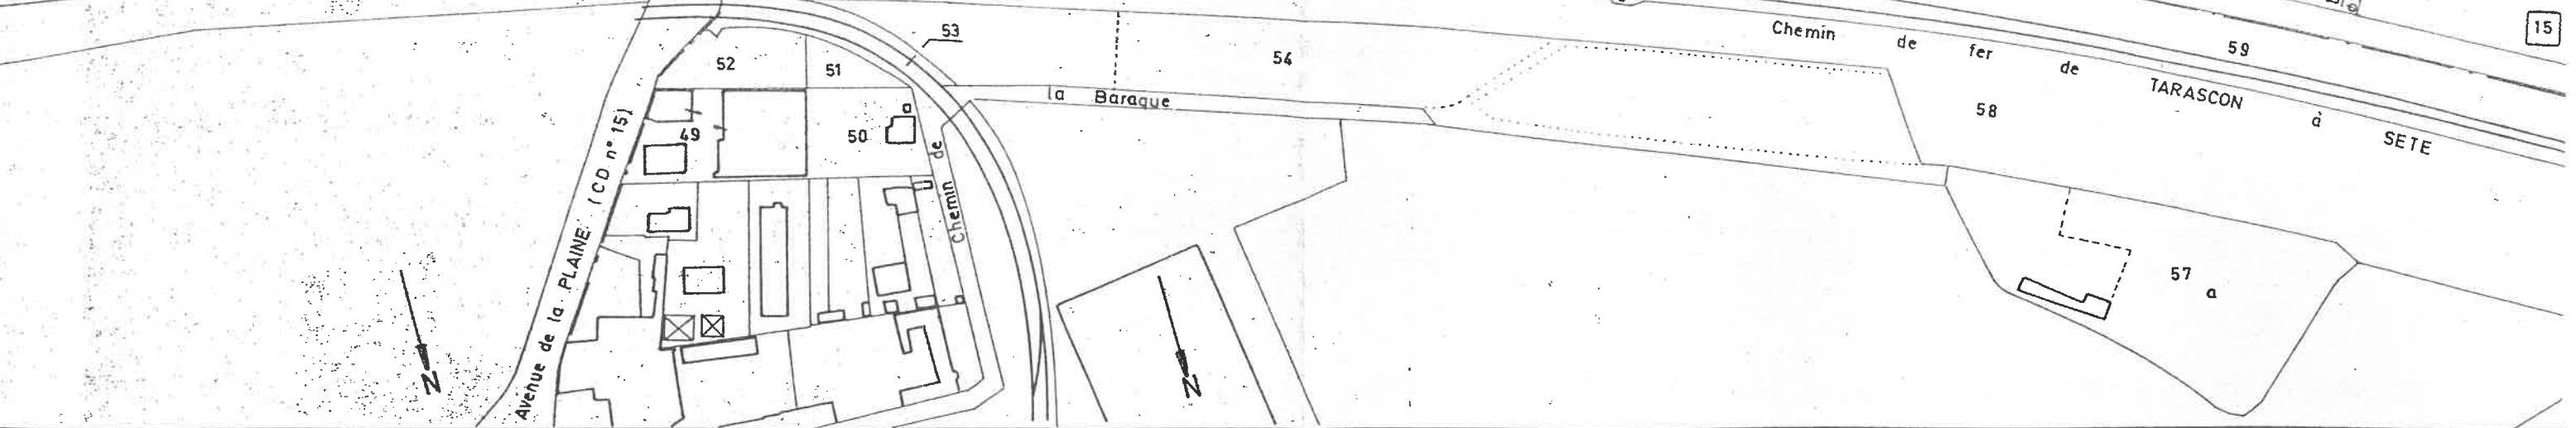 15
53
Chemin de fer de TARASCON à SETE
59
52
51
54
la Baraque
58
a
49
50
Chemin de
Avenue de la PLAINE (CD n° 15)
57
a
N
N